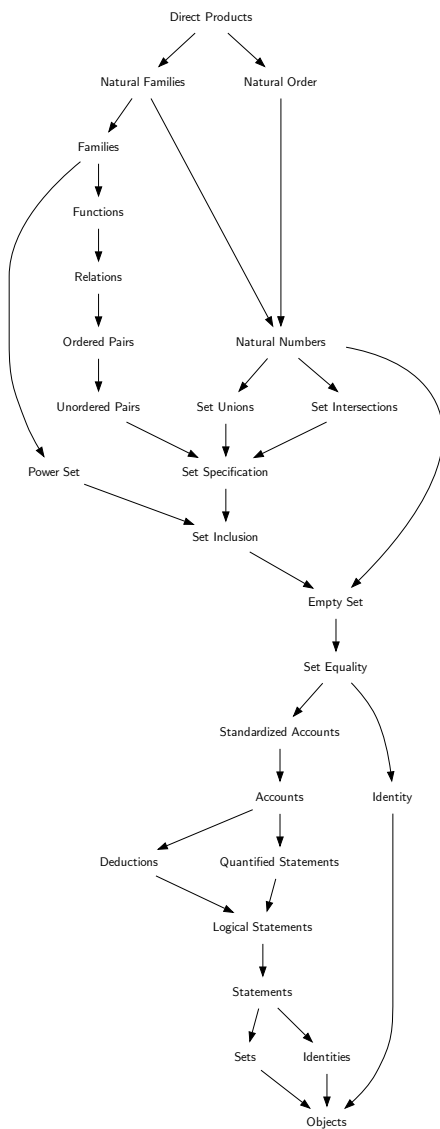 Direct Products
Natural Families
Natural Order
Families
Functions
Relations
Ordered Pairs
Natural Numbers
Unordered Pairs
Set Unions
Set Intersections
Power Set
Set Specification
Set Inclusion
Empty Set
Set Equality
Standardized Accounts
Accounts
Identity
Deductions
Quantified Statements
Logical Statements
Statements
Sets
Identities
Objects